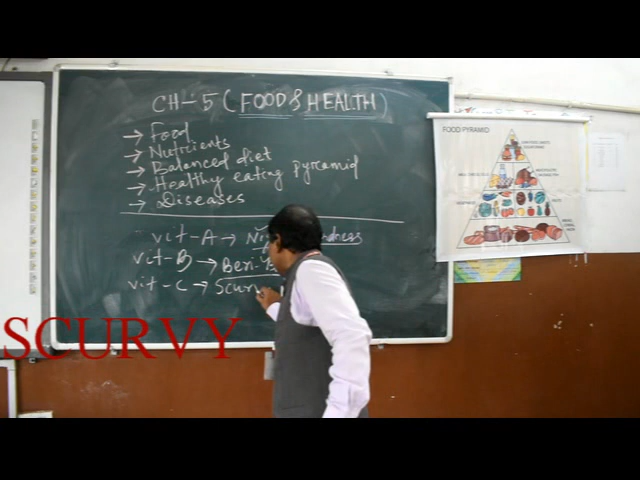 CH-5 (FOOD & HEALTH)
→ Food
→ Nutrients
→ Balanced diet
→ Healthy eating pyramid
→ Diseases
vit-A →
vit-B → Beri-
vit-C → Scurv
SCURVY
FOOD PYRAMID